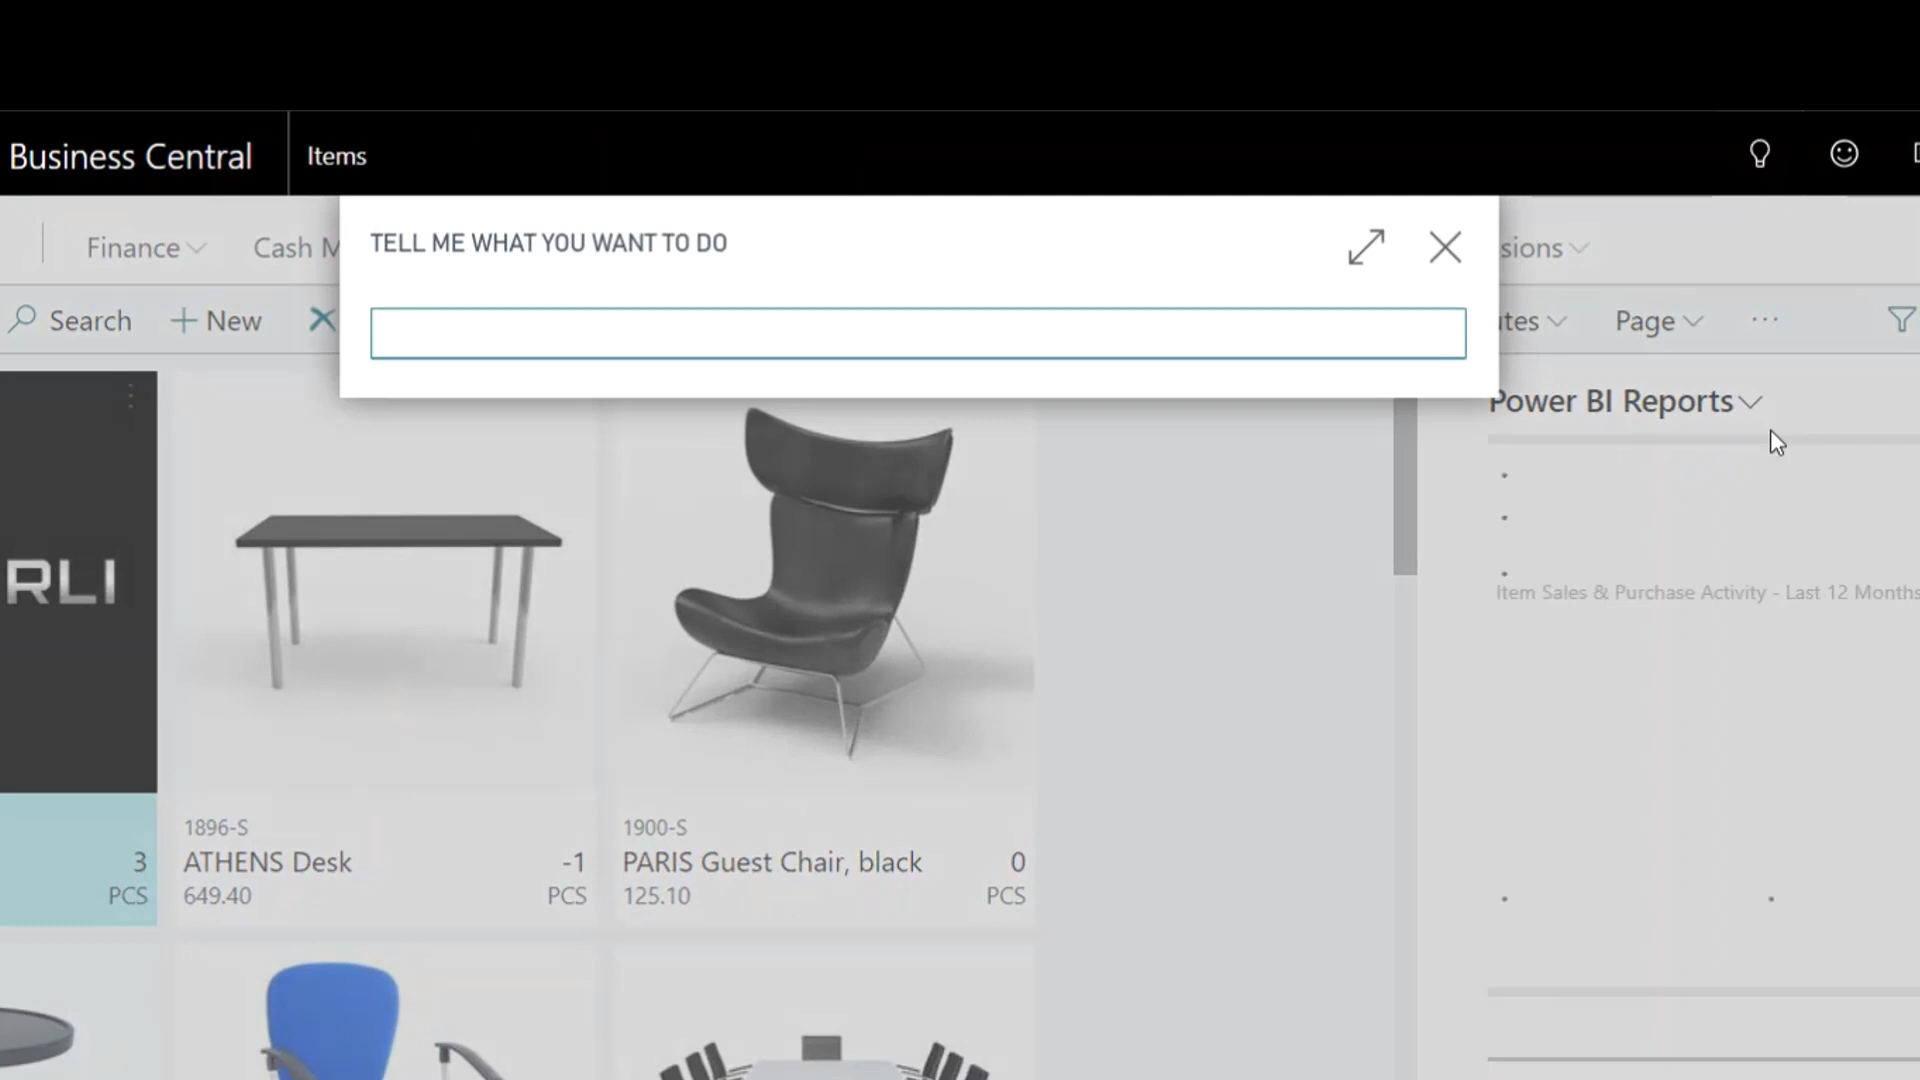 Business Central
Items
TELL ME WHAT YOU WANT TO DO
Finance
Cash M
sions
Search
New
utes
Page
Power BI Reports
Item Sales & Purchase Activity - Last 12 Months
RLI
3
PCS
1896-S
ATHENS Desk
-1
649.40
PCS
1900-S
PARIS Guest Chair, black
0
125.10
PCS